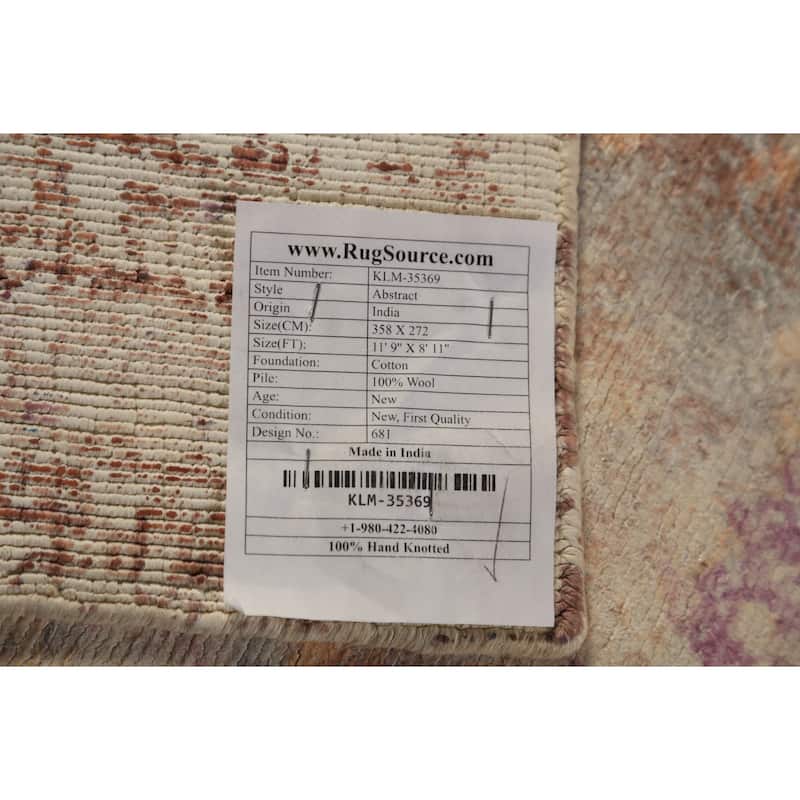 www.RugSource.com
Item Number: KLM-35369
Style Abstract
Origin India
Size(CM): 358 X 272
Size(FT): 11' 9" X 8' 11"
Foundation: Cotton
Pile: 100% Wool
Age: New
Condition: New, First Quality
Design No.: 681
Made in India
KLM-35369
+1-980-422-4080
100% Hand Knotted